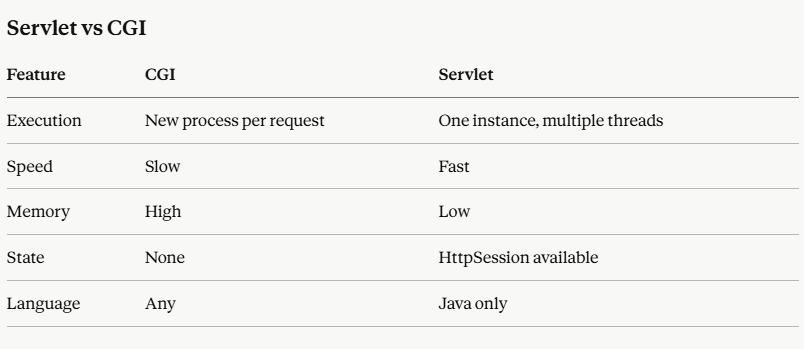 Servlet vs CGI
Feature CGI Servlet
Execution New process per request One instance, multiple threads
Speed Slow Fast
Memory High Low
State None HttpSession available
Language Any Java only